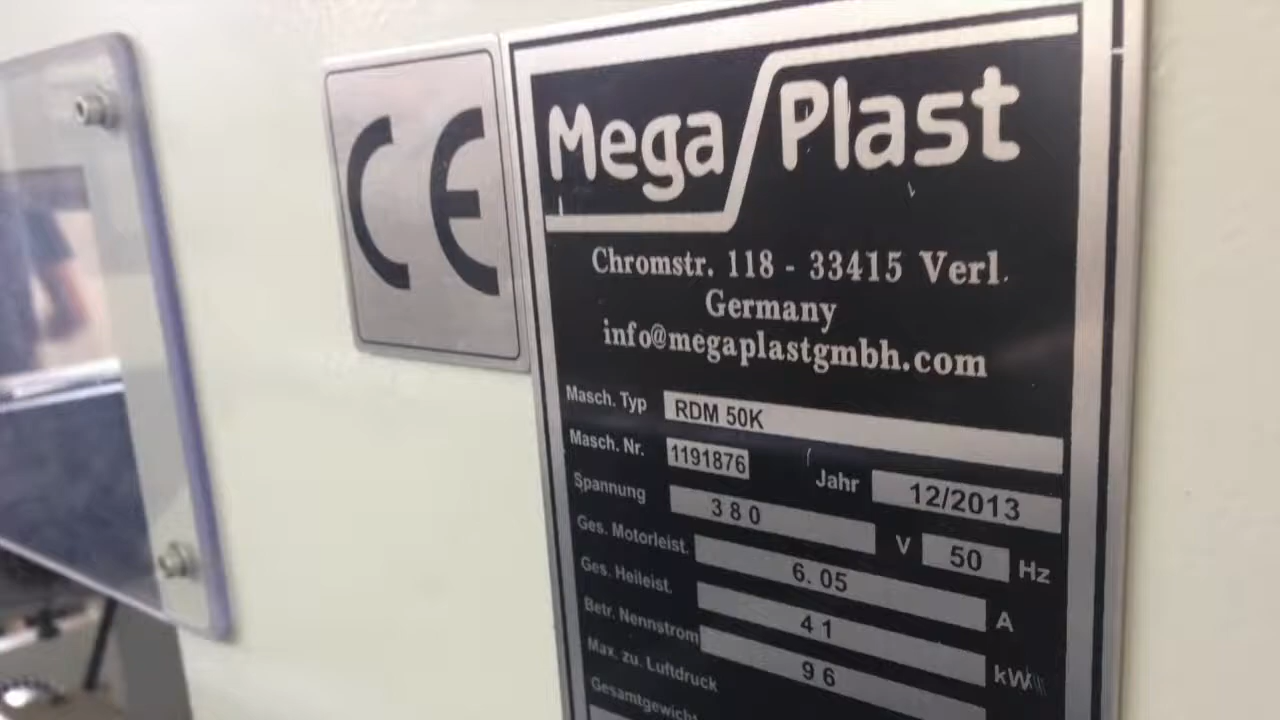 CE
Mega Plast
Chromstr. 118 - 33415 Verl.
Germany
info@megaplastgmbh.com
Masch. Typ RDM 50K
Masch. Nr. 1191876 Jahr 12/2013
Spannung 380 V 50 Hz
Ges. Motorleist. 6.05 A
Ges. Heileist. 41 kW
Betr. Nennstrom 96
Max. zu. Luftdruck
Gesamtgewicht